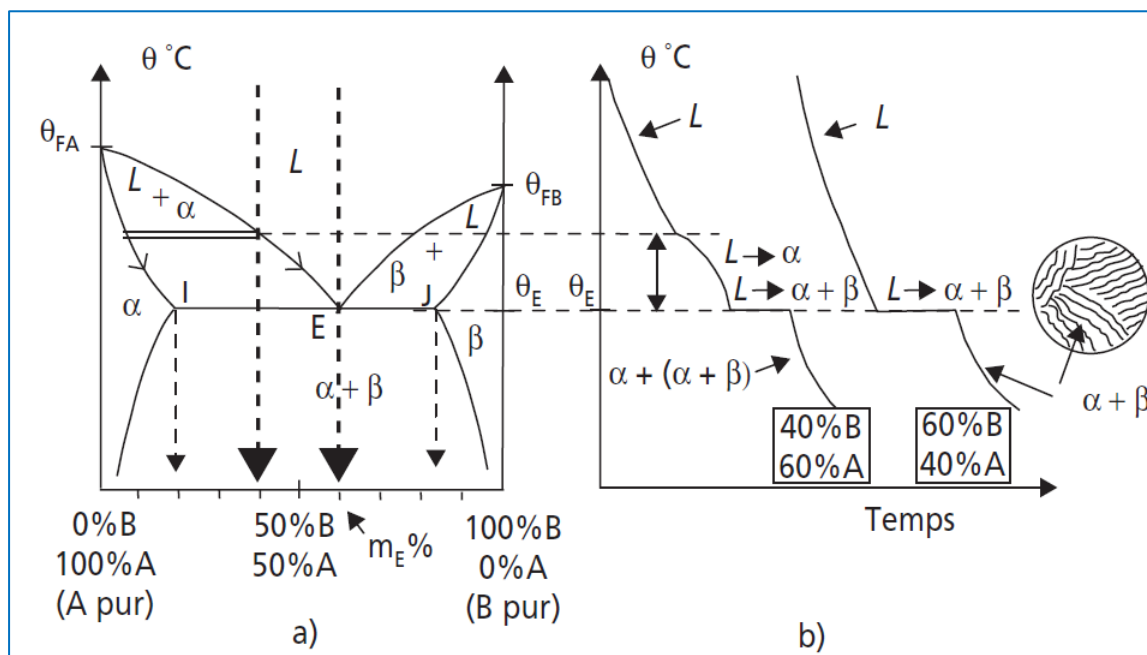 θ °C
θFA
L
L + α
L
β +
θFB
α
I
E
J
β
θE
α + β
0%B
100%A
(A pur)
50%B
50%A
mE%
100%B
0%A
(B pur)
a)
θ °C
L
L
L → α
L → α + β
L → α + β
θE
α + (α + β)
α + β
40%B
60%A
60%B
40%A
Temps
b)